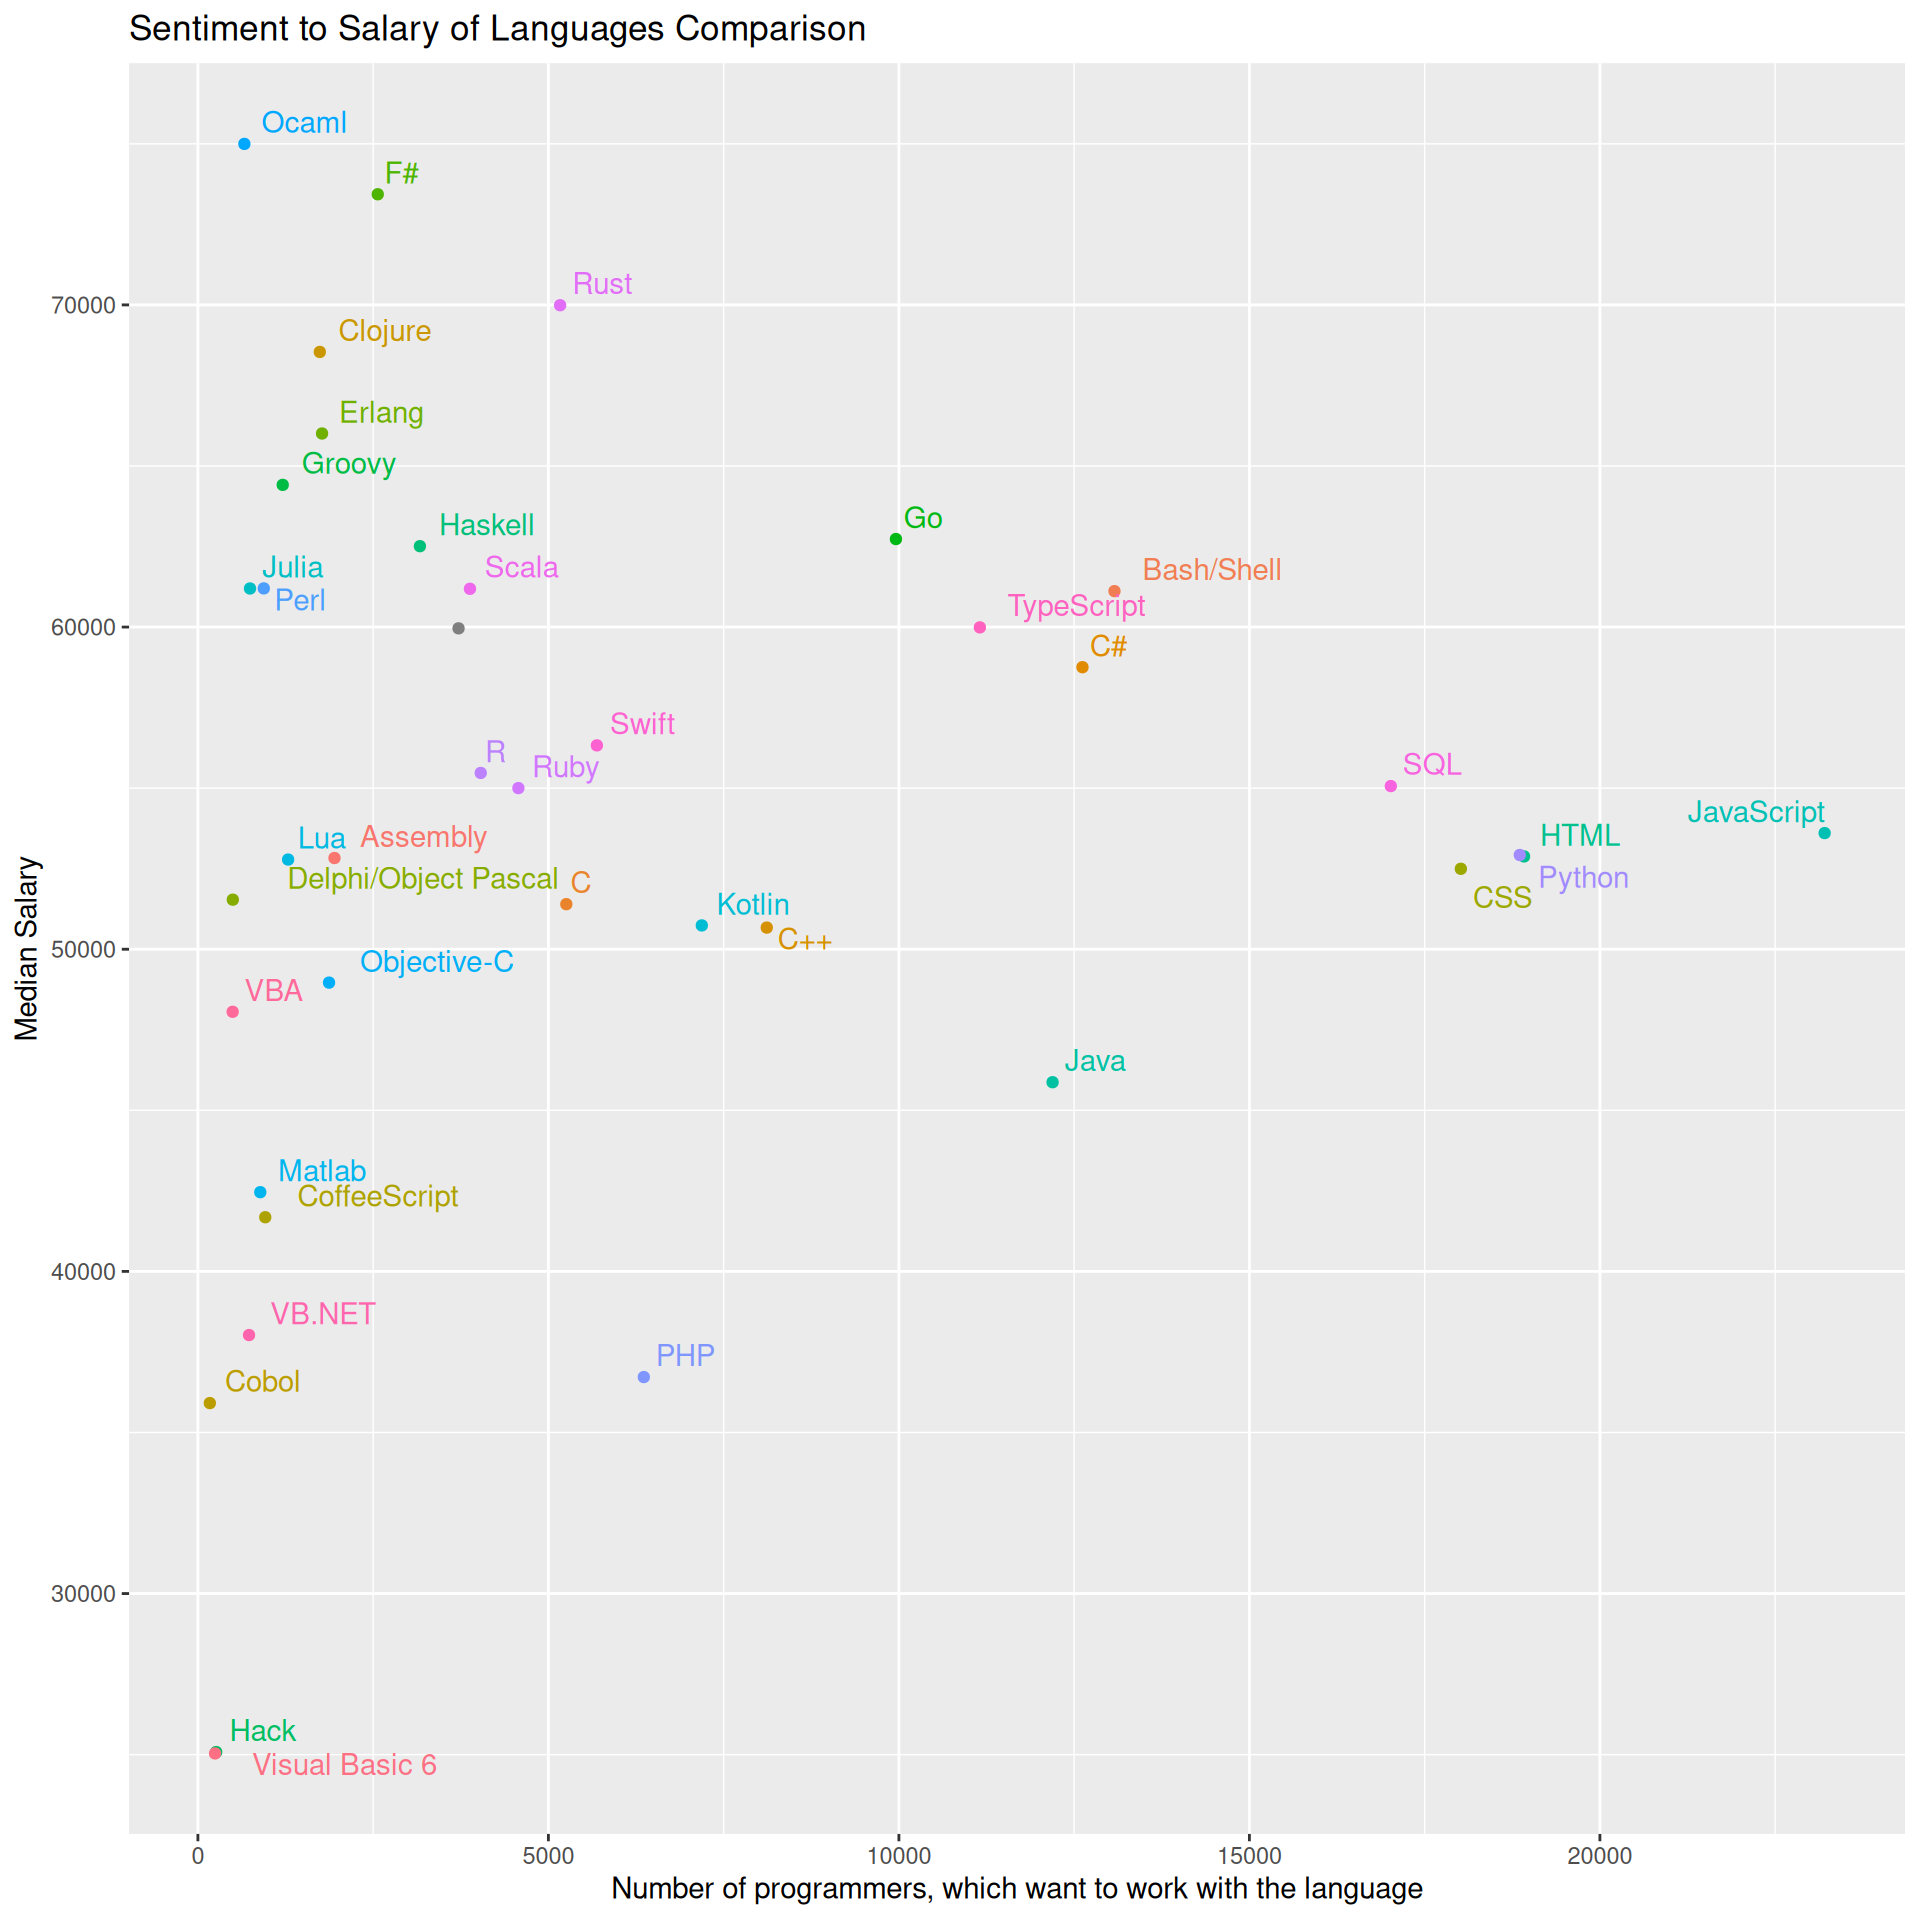 Sentiment to Salary of Languages Comparison
Ocaml
F#
Rust
70000
Clojure
Erlang
Groovy
Haskell
Go
Julia
Scala
Bash/Shell
Perl
TypeScript
60000
C#
Swift
R
Ruby
SQL
JavaScript
Lua
Assembly
HTML
Delphi/Object Pascal
C
Python
CSS
Kotlin
C++
50000
Objective-C
VBA
Median Salary
Java
Matlab
CoffeeScript
40000
VB.NET
PHP
Cobol
30000
Hack
Visual Basic 6
0
5000
10000
15000
20000
Number of programmers, which want to work with the language